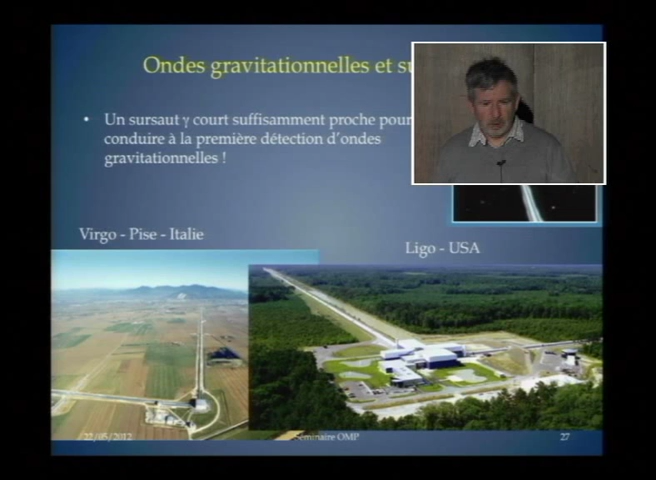 Ondes gravitationnelles et
• Un sursaut γ court suffisamment proche pour
conduire à la première détection d'ondes
gravitationnelles !
Virgo - Pise - Italie
Ligo - USA
22/05/2012
Séminaire OMP
27